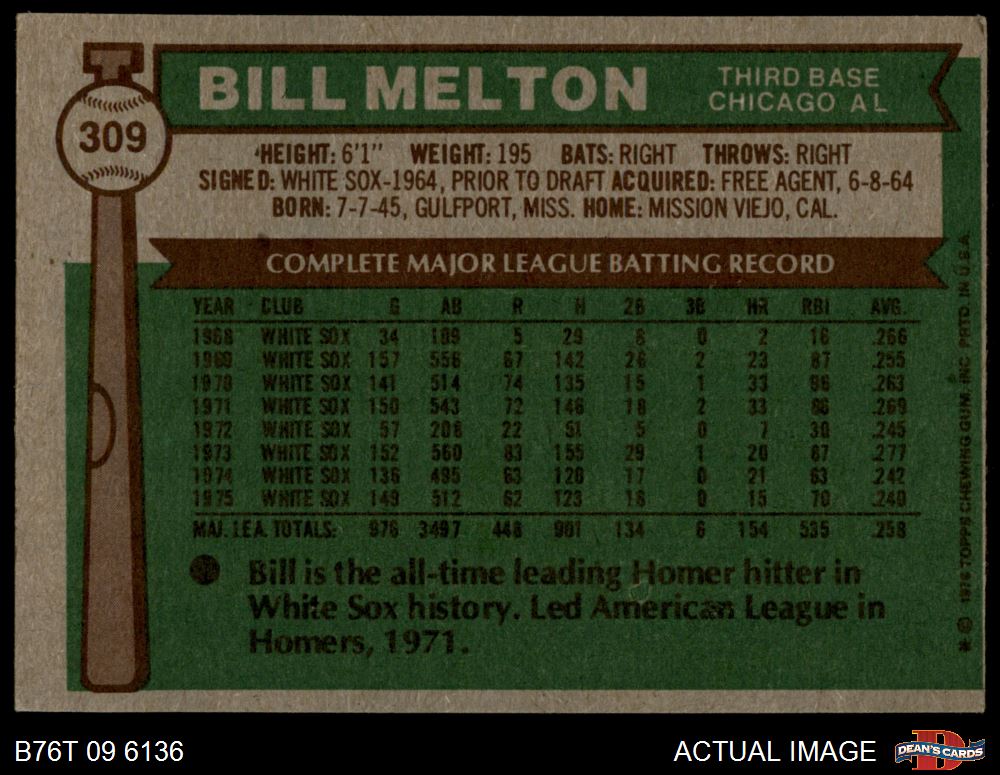 309
BILL MELTON
THIRD BASE
CHICAGO AL
HEIGHT: 6'1" WEIGHT: 195 BATS: RIGHT THROWS: RIGHT
SIGNED: WHITE SOX-1964, PRIOR TO DRAFT ACQUIRED: FREE AGENT, 6-8-64
BORN: 7-7-45, GULFPORT, MISS. HOME: MISSION VIEJO, CAL.
COMPLETE MAJOR LEAGUE BATTING RECORD
YEAR CLUB G AB R H 2B 3B HR RBI AVG.
1968 WHITE SOX 34 109 5 29 8 0 2 16 .266
1969 WHITE SOX 157 556 67 142 26 2 23 87 .255
1970 WHITE SOX 141 514 74 135 15 1 33 96 .263
1971 WHITE SOX 150 543 72 146 18 2 33 86 .269
1972 WHITE SOX 57 208 22 51 5 0 7 30 .245
1973 WHITE SOX 152 560 83 155 29 1 20 87 .277
1974 WHITE SOX 136 495 63 120 17 0 21 63 .242
1975 WHITE SOX 149 512 62 123 16 0 15 70 .240
MAJ. LEA. TOTALS: 976 3497 448 901 134 6 154 535 .258
Bill is the all-time leading Homer hitter in
White Sox history. Led American League in
Homers, 1971.
* © 1976 TOPPS CHEWING GUM, INC. PRTD. IN U.S.A.
B76T 09 6136
ACTUAL IMAGE
DEAN'S CARDS